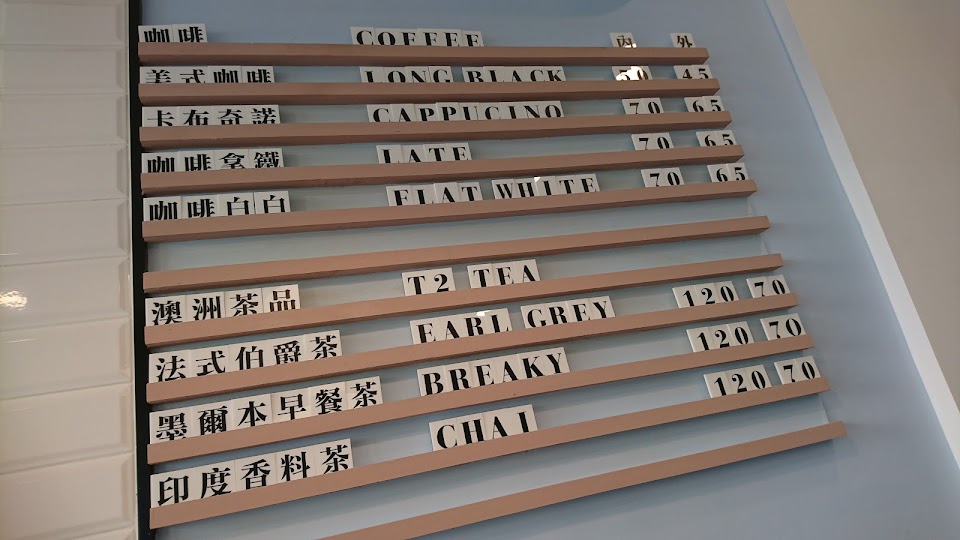 咖啡 COFFEE 內 外
美式咖啡 LONG BLACK 50 45
卡布奇諾 CAPPUCINO 70 65
咖啡拿鐵 LATE 70 65
咖啡白白 FLAT WHITE 70 65
澳洲茶品 T2 TEA
法式伯爵茶 EARL GREY 120 70
墨爾本早餐茶 BREAKY 120 70
印度香料茶 CHAI 120 70